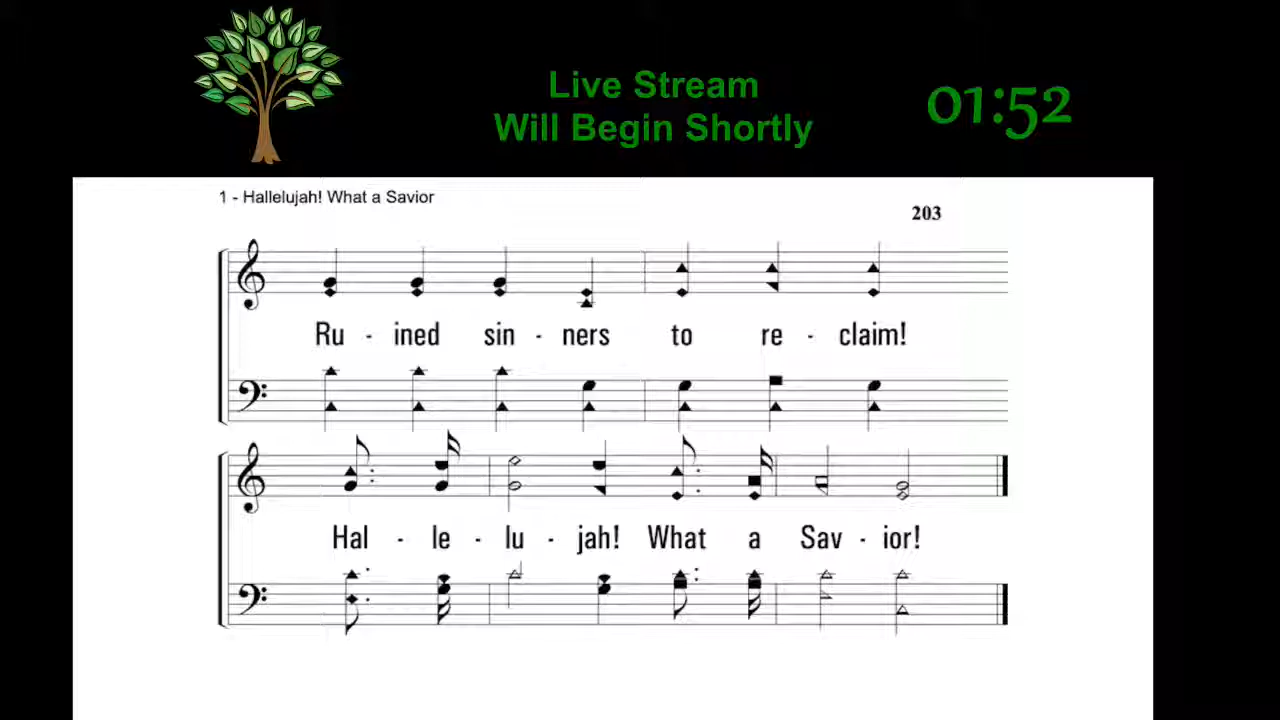 Live Stream
Will Begin Shortly
01:52
1 - Hallelujah! What a Savior
203
Ru - ined sin - ners to re - claim!
Hal - le - lu - jah! What a Sav - ior!